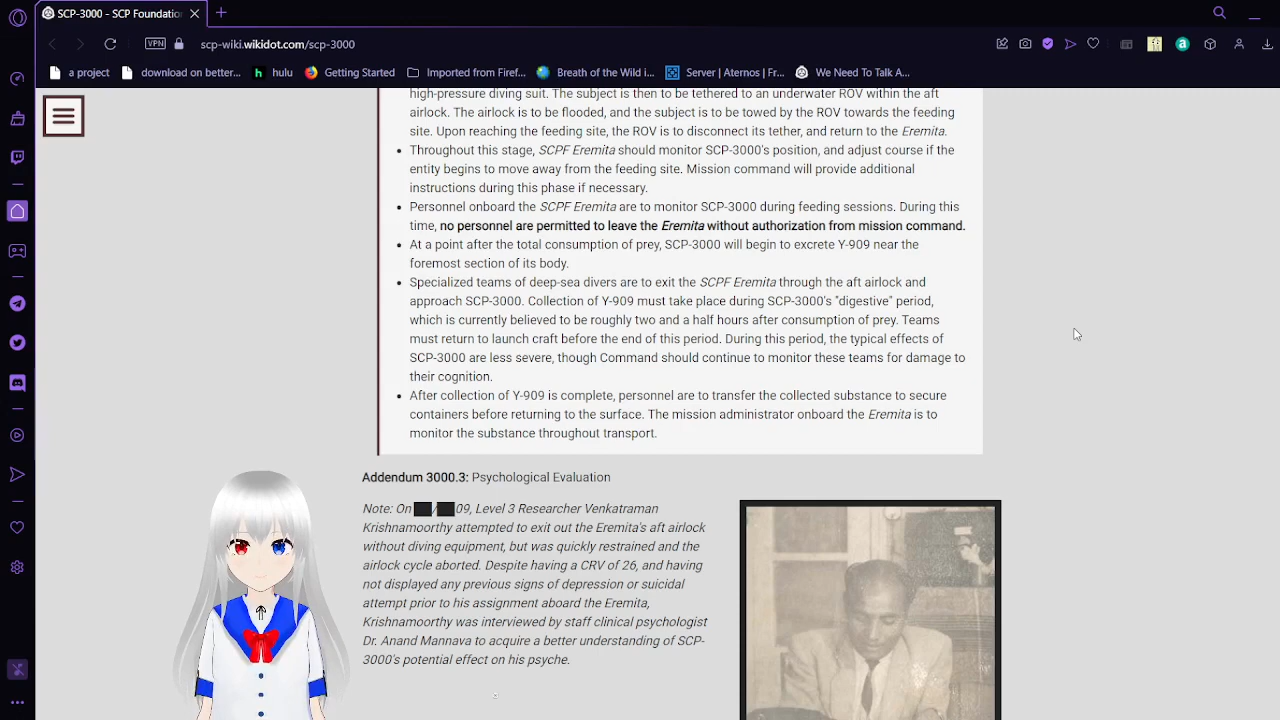 SCP-3000 - SCP Foundation
VPN
scp-wiki.wikidot.com/scp-3000
a project
download on better...
hulu
Getting Started
Imported from Firef...
Breath of the Wild i...
Server | Aternos | Fr...
We Need To Talk A...
high-pressure diving suit. The subject is then to be tethered to an underwater ROV within the aft
airlock. The airlock is to be flooded, and the subject is to be towed by the ROV towards the feeding
site. Upon reaching the feeding site, the ROV is to disconnect its tether, and return to the Eremita.
Throughout this stage, SCPF Eremita should monitor SCP-3000's position, and adjust course if the
entity begins to move away from the feeding site. Mission command will provide additional
instructions during this phase if necessary.
Personnel onboard the SCPF Eremita are to monitor SCP-3000 during feeding sessions. During this
time, no personnel are permitted to leave the Eremita without authorization from mission command.
At a point after the total consumption of prey, SCP-3000 will begin to excrete Y-909 near the
foremost section of its body.
Specialized teams of deep-sea divers are to exit the SCPF Eremita through the aft airlock and
approach SCP-3000. Collection of Y-909 must take place during SCP-3000's "digestive" period,
which is currently believed to be roughly two and a half hours after consumption of prey. Teams
must return to launch craft before the end of this period. During this period, the typical effects of
SCP-3000 are less severe, though Command should continue to monitor these teams for damage to
their cognition.
After collection of Y-909 is complete, personnel are to transfer the collected substance to secure
containers before returning to the surface. The mission administrator onboard the Eremita is to
monitor the substance throughout transport.
Addendum 3000.3: Psychological Evaluation
Note: On ██/██09, Level 3 Researcher Venkatraman
Krishnamoorthy attempted to exit out the Eremita's aft airlock
without diving equipment, but was quickly restrained and the
airlock cycle aborted. Despite having a CRV of 26, and having
not displayed any previous signs of depression or suicidal
attempt prior to his assignment aboard the Eremita,
Krishnamoorthy was interviewed by staff clinical psychologist
Dr. Anand Mannava to acquire a better understanding of SCP-
3000's potential effect on his psyche.